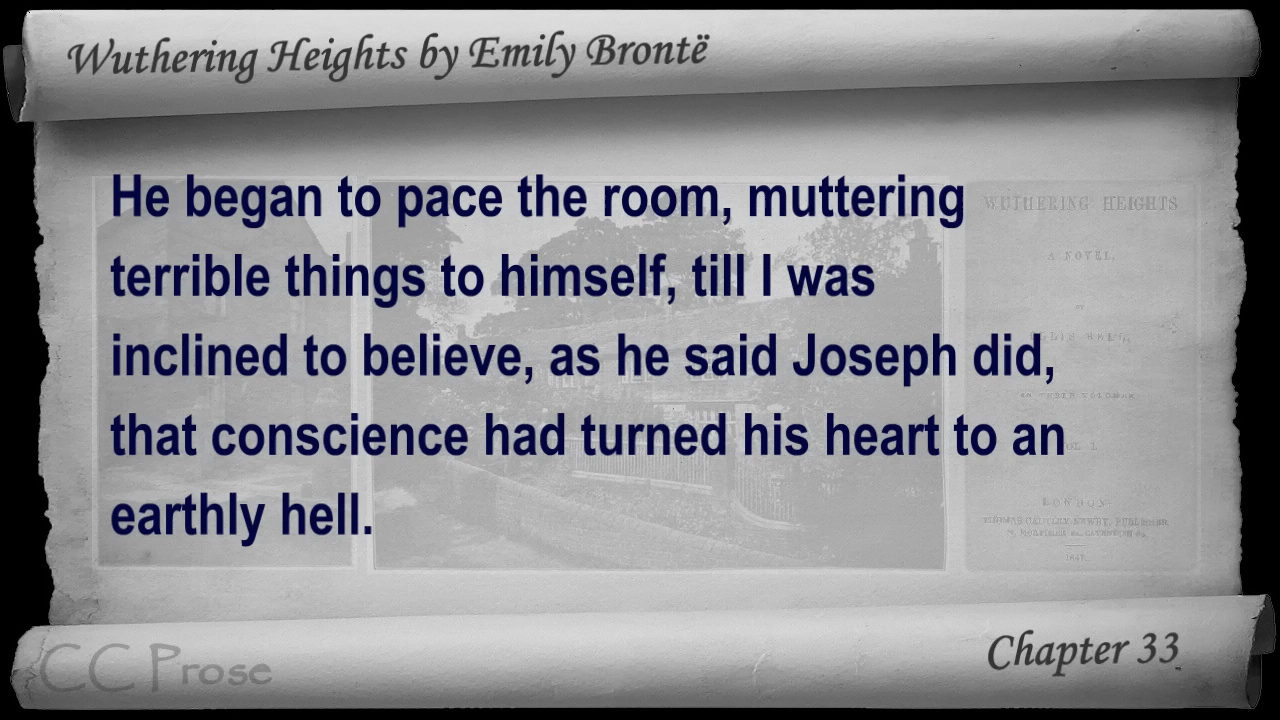 Wuthering Heights by Emily Brontë
He began to pace the room, muttering
terrible things to himself, till I was
inclined to believe, as he said Joseph did,
that conscience had turned his heart to an
earthly hell.
WUTHERING HEIGHTS
A NOVEL,
LONDON
1847.
CC Prose
Chapter 33